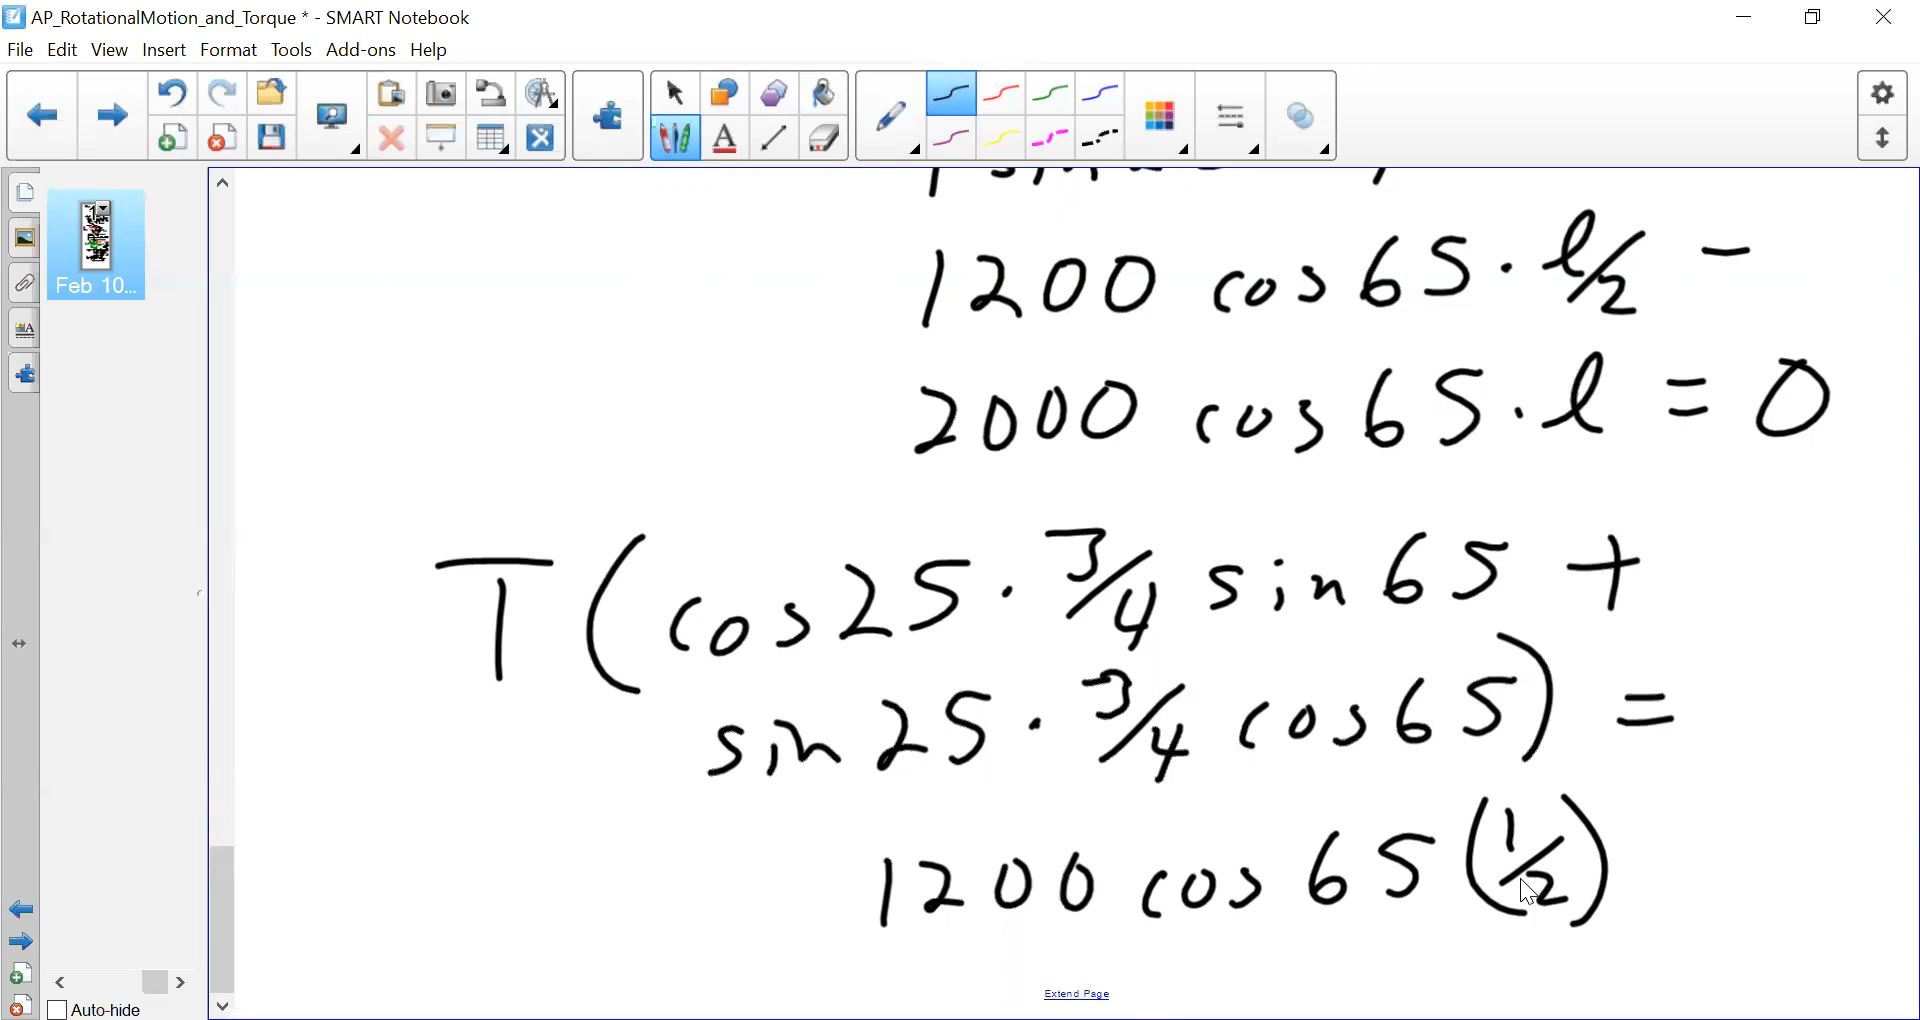 AP_RotationalMotion_and_Torque * - SMART Notebook
File Edit View Insert Format Tools Add-ons Help
Feb 10...
1200 cos 65 · l/2 -
2000 cos 65 · l = 0
T ( cos 25 · 3/4 sin 65 +
sin 25 · 3/4 cos 65 ) =
1200 cos 65 (1/2)
Extend Page
Auto-hide